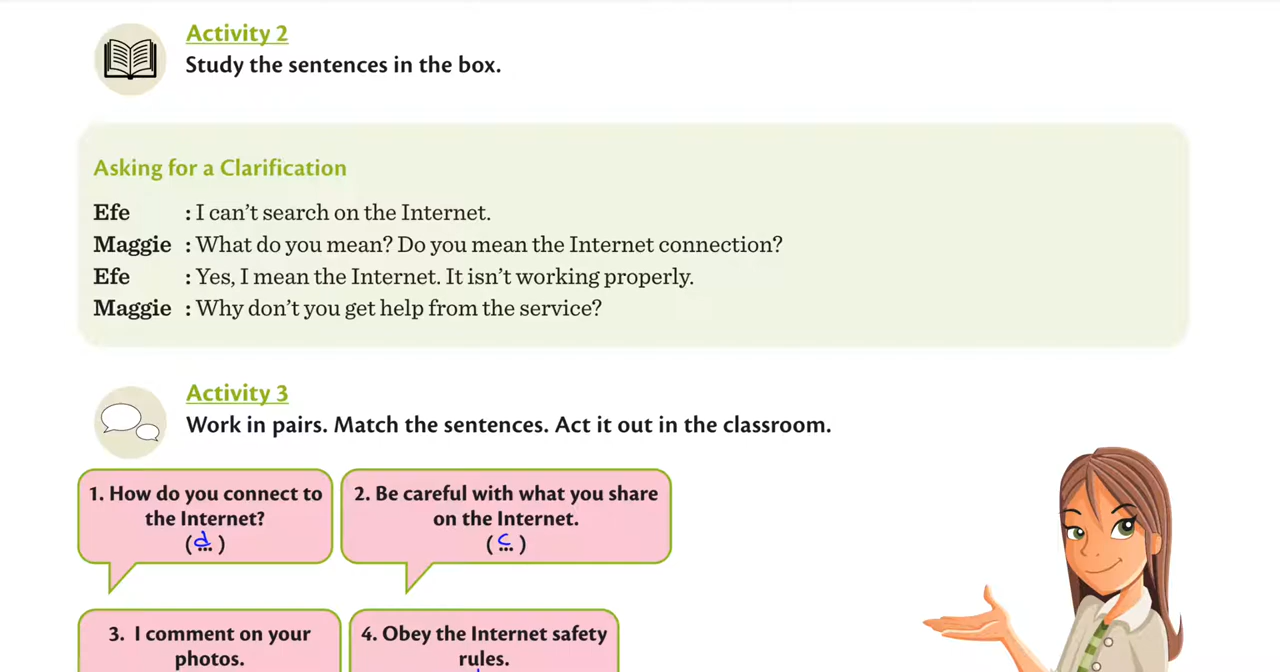 Activity 2
Study the sentences in the box.
Asking for a Clarification
Efe : I can't search on the Internet.
Maggie : What do you mean? Do you mean the Internet connection?
Efe : Yes, I mean the Internet. It isn't working properly.
Maggie : Why don't you get help from the service?
Activity 3
Work in pairs. Match the sentences. Act it out in the classroom.
1. How do you connect to
the Internet?
(d...)
2. Be careful with what you share
on the Internet.
(c...)
3. I comment on your
photos.
4. Obey the Internet safety
rules.